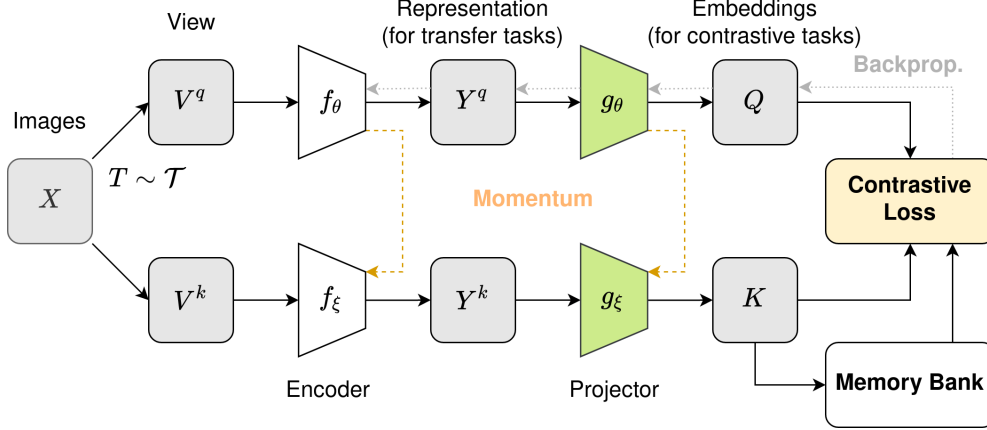 Representation
(for transfer tasks)
Embeddings
(for contrastive tasks)
View
Backprop.
Images
V^q
f_θ
Y^q
g_θ
Q
X
T ∼ 𝒯
Momentum
Contrastive
Loss
V^k
f_ξ
Y^k
g_ξ
K
Encoder
Projector
Memory Bank